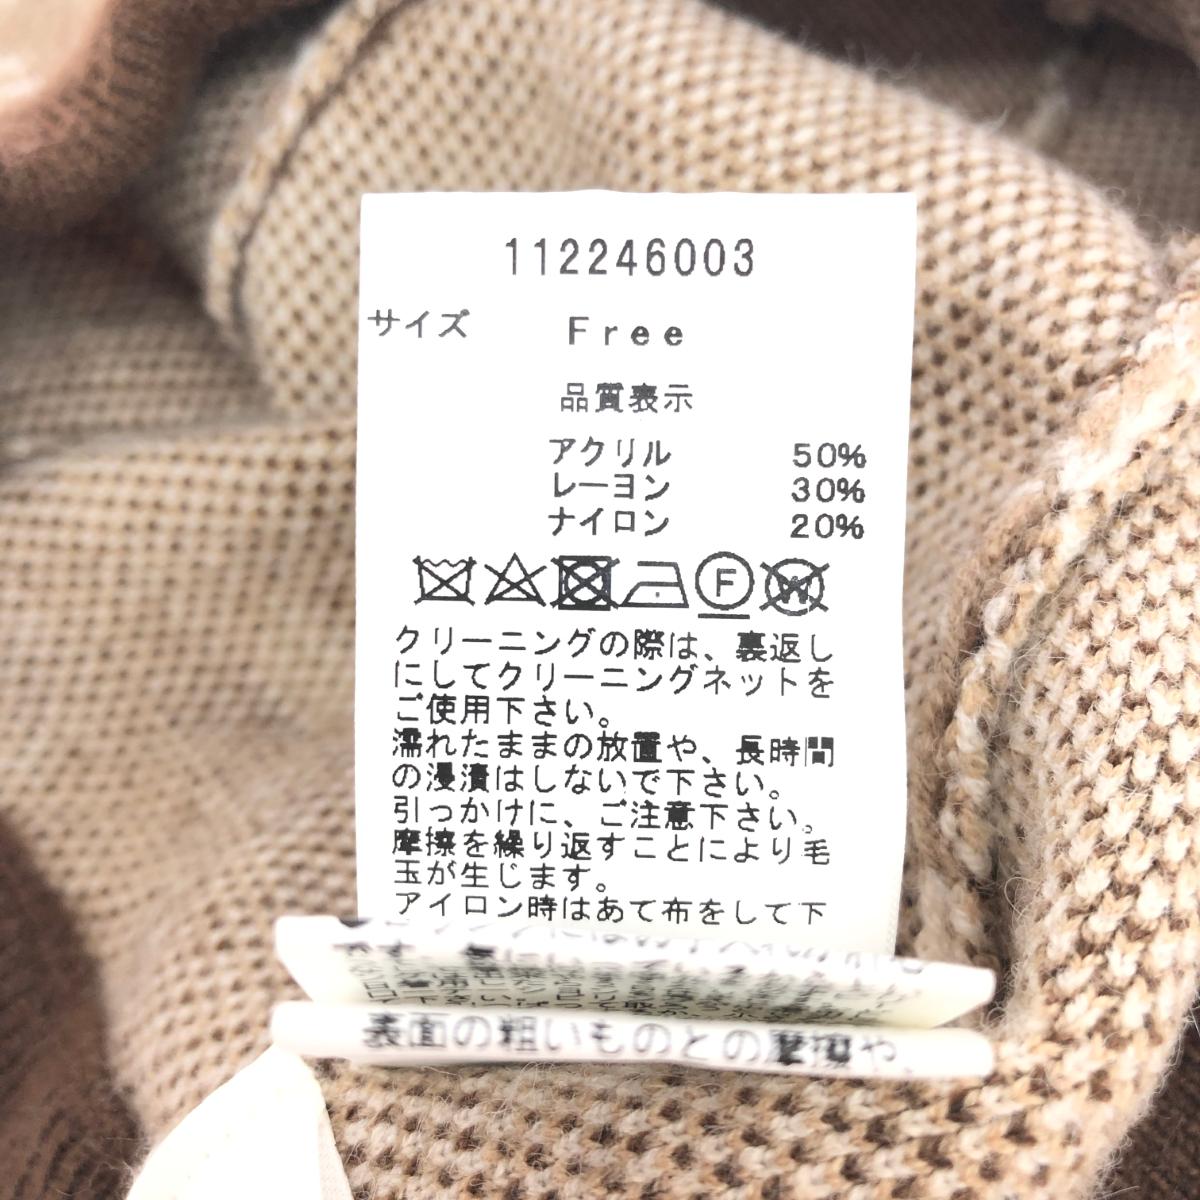 112246003
サイズ Free
品質表示
アクリル 50%
レーヨン 30%
ナイロン 20%
F W
クリーニングの際は、裏返し
にしてクリーニングネットを
ご使用下さい。
濡れたままの放置や、長時間
の浸漬はしないで下さい。
引っかけに、ご注意下さい。
摩擦を繰り返すことにより毛
玉が生じます。
アイロン時はあて布をして下
表面の粗いものとの摩擦や、